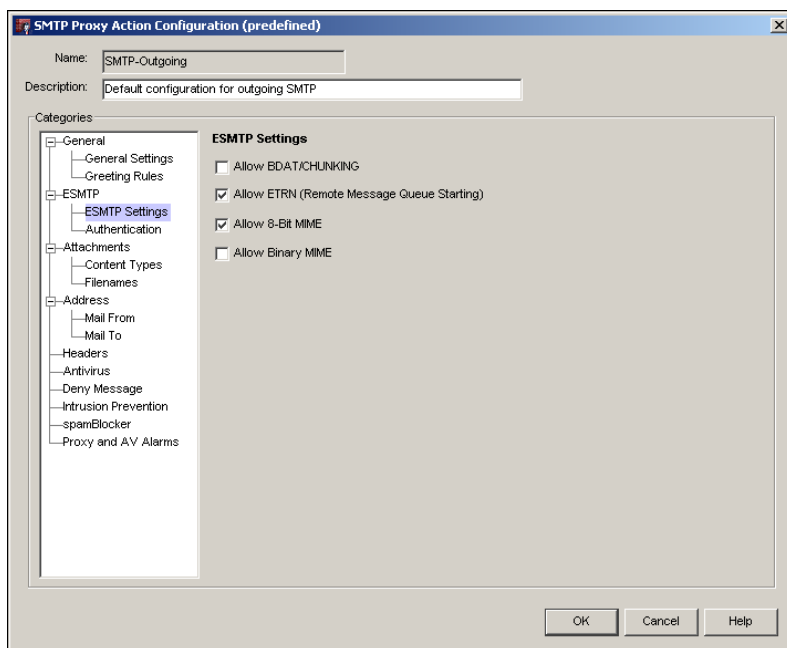 SMTP Proxy Action Configuration (predefined)
Name: SMTP-Outgoing
Description: Default configuration for outgoing SMTP
Categories
General
General Settings
Greeting Rules
ESMTP
ESMTP Settings
Authentication
Attachments
Content Types
Filenames
Address
Mail From
Mail To
Headers
Antivirus
Deny Message
Intrusion Prevention
spamBlocker
Proxy and AV Alarms
ESMTP Settings
Allow BDAT/CHUNKING
Allow ETRN (Remote Message Queue Starting)
Allow 8-Bit MIME
Allow Binary MIME
OK Cancel Help